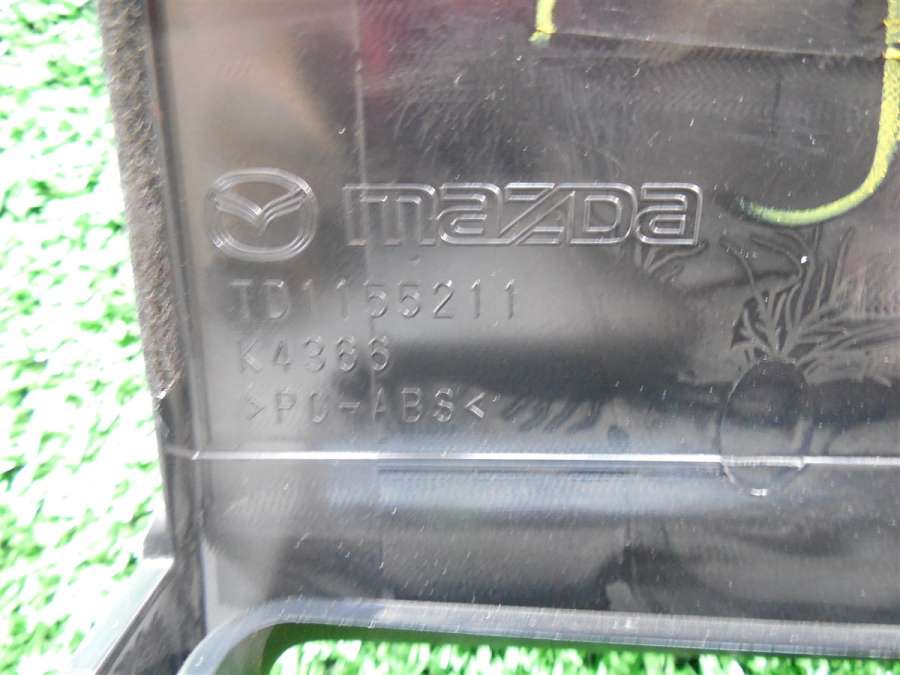 mazda
TD1155211
K4366
>PC-ABS<